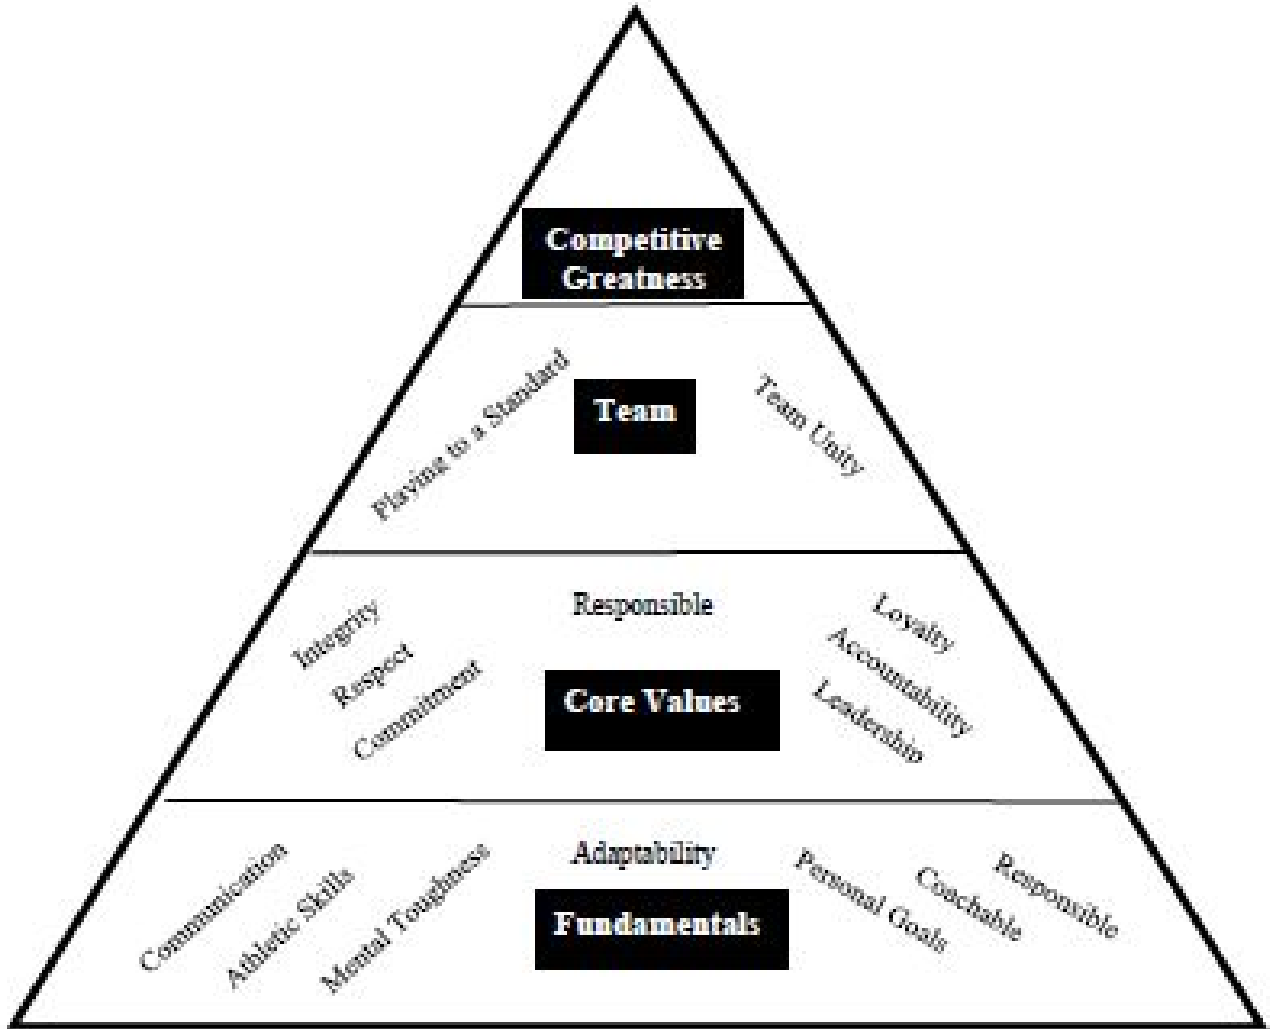 Competitive
Greatness
Playing to a Standard
Team
Team Unity
Integrity
Respect
Commitment
Responsible
Core Values
Loyalty
Accountability
Leadership
Communication
Athletic Skills
Mental Toughness
Adaptability
Fundamentals
Personal Goals
Coachable
Responsible